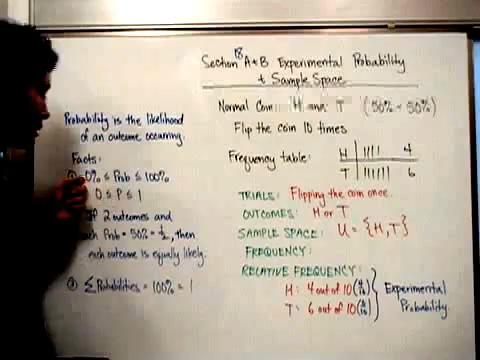 Section 18 A+B Experimental Probability
+ Sample Space
Probability is the likelihood
of an outcome occurring.
Facts:
0% ≤ Prob ≤ 100%
0 ≤ P ≤ 1
If 2 outcomes and
each Prob = 50% = 1/2, then
each outcome is equally likely.
③ ∑ Probabilities = 100% = 1
Normal Coin H T (50% - 50%)
Flip the coin 10 times
Frequency table: H |||| 4
T |||||| 6
TRIALS: Flipping the coin once.
OUTCOMES: H or T
SAMPLE SPACE: U = {H, T}
FREQUENCY:
RELATIVE FREQUENCY:
H: 4 out of 10 (4/10)
T: 6 out of 10 (6/10)
Experimental
Probability.